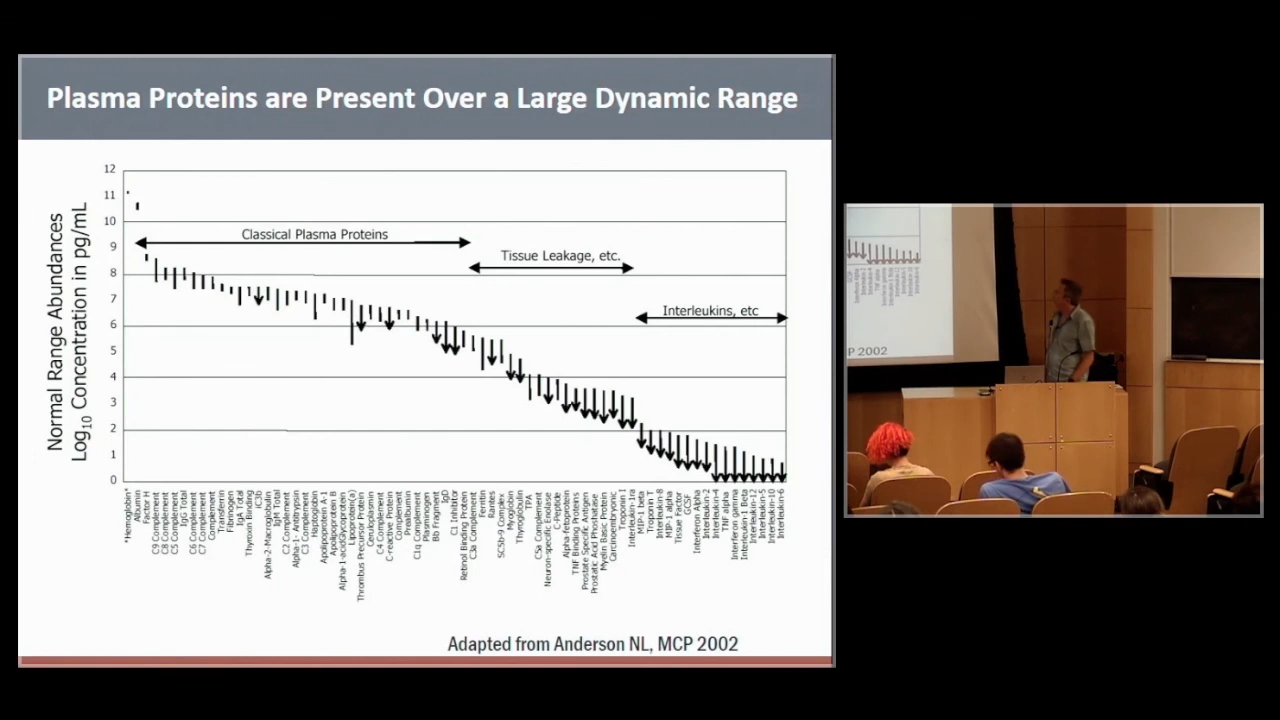 Plasma Proteins are Present Over a Large Dynamic Range
Normal Range Abundances
Log10 Concentration in pg/mL
12
11
10
9
8
7
6
5
4
3
2
1
0
Classical Plasma Proteins
Tissue Leakage, etc.
Interleukins, etc
*Hemoglobin*
Albumin
Factor H
C9 Complement
C8 Complement
C5 Complement
IgG Total
C6 Complement
C7 Complement
Complement
Transferrin
Fibrinogen
IgA Total
Thyroxin Binding
iC3b
Alpha-2-Macroglobulin
IgM Total
C2 Complement
Alpha-1- Antitrypsin
C3 Complement
Haptoglobin
Apolipoprotein A-1
Apolipoprotein B
Alpha-1-acidGlycoprotein
Lipoprotein(a)
Thrombus Precursor Protein
Ceruloplasmin
C4 Complement
C-reactive Protein
Complement
Prealbumin
C1q Complement
Plasminogen
Bb Fragment
IgD
C1 Inhibitor
Retinol Binding Protein
C3a Complement
Ferritin
Rantes
SC5b-9 Complex
Myoglobin
Thyroglobulin
TPA
C5a Complement
Neuron-specific Enolase
C-Peptide
Alpha-fetoprotein
TNF Binding Proteins
Prostate Specific Antigen
Prostatic Acid Phosphatase
Myelin Basic Protein
Carcinoembryonic
Troponin I
Interleukin-1ra
MIP-1 beta
Troponin T
Interleukin-8
MIP-1 alpha
Tissue Factor
GCSF
Interferon Alpha
Interleukin-2
Interleukin-4
TNF alpha
Interferon gamma
Interleukin-1 Beta
Interleukin-12
Interleukin-5
Interleukin-10
Interleukin-6
Adapted from Anderson NL, MCP 2002
P 2002